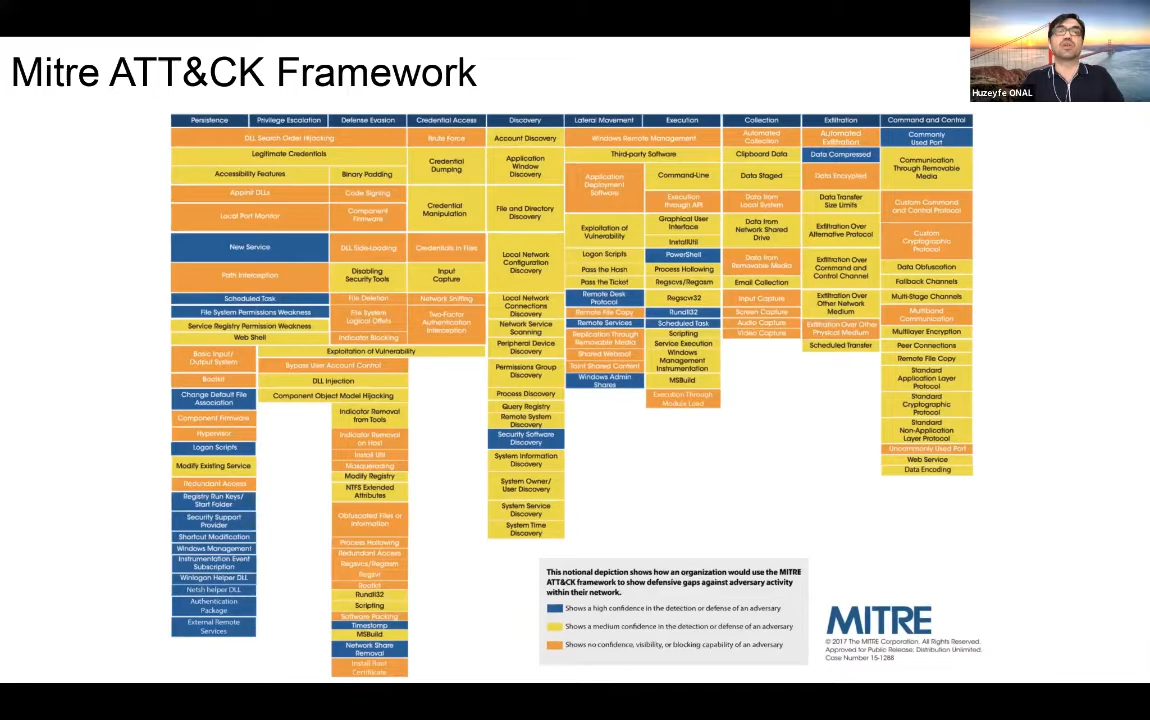 Mitre ATT&CK Framework
Huzeyfe ONAL
Persistence
Privilege Escalation
Defense Evasion
Credential Access
Discovery
Lateral Movement
Execution
Collection
Exfiltration
Command and Control
DLL Search Order Hijacking
Legitimate Credentials
Accessibility Features
AppInit DLLs
Local Port Monitor
New Service
Path Interception
Scheduled Task
File System Permissions Weakness
Service Registry Permission Weakness
Web Shell
Basic Input/
Output System
Bootkit
Change Default File
Association
Component Firmware
Hypervisor
Logon Scripts
Modify Existing Service
Redundant Access
Registry Run Keys/
Start Folder
Security Support
Provider
Shortcut Modification
Windows Management
Instrumentation Event
Subscription
Winlogon Helper DLL
Netsh helper DLL
Authentication
Package
External Remote
Services
Exploitation of Vulnerability
Bypass User Account Control
DLL Injection
Component Object Model Hijacking
Binary Padding
Code Signing
Component
Firmware
DLL Side-Loading
Disabling
Security Tools
File Deletion
File System
Logical Offsets
Indicator Blocking
Indicator Removal
from Tools
Indicator Removal
on Host
Install Util
Masquerading
Modify Registry
NTFS Extended
Attributes
Obfuscated Files or
Information
Process Hollowing
Redundant Access
Regsvcs/Regasm
Regsvr
Rootkit
Rundll32
Scripting
Software Packing
Timestomp
MSBuild
Network Share
Removal
Install Root
Certificate
Brute Force
Credential
Dumping
Credential
Manipulation
Credentials in Files
Input
Capture
Network Sniffing
Two-Factor
Authentication
Interception
Account Discovery
Application
Window
Discovery
File and Directory
Discovery
Local Network
Configuration
Discovery
Local Network
Connections
Discovery
Network Service
Scanning
Peripheral Device
Discovery
Permissions Group
Discovery
Process Discovery
Query Registry
Remote System
Discovery
Security Software
Discovery
System Information
Discovery
System Owner/
User Discovery
System Service
Discovery
System Time
Discovery
Windows Remote Management
Third-party Software
Application
Deployment
Software
Exploitation of
Vulnerability
Logon Scripts
Pass the Hash
Pass the Ticket
Remote Desk
Protocol
Remote File Copy
Remote Services
Replication Through
Removable Media
Shared Webroot
Taint Shared Content
Windows Admin
Shares
Command-Line
Execution
through API
Graphical User
Interface
InstallUtil
PowerShell
Process Hollowing
Regscvs/Regasm
Regscvr32
Rundll32
Scheduled Task
Scripting
Service Execution
Windows
Management
Instrumentation
MSBuild
Execution Through
Module Load
Automated
Collection
Clipboard Data
Data Staged
Data from
Local System
Data from
Network Shared
Drive
Data from
Removable Media
Email Collection
Input Capture
Screen Capture
Audio Capture
Video Capture
Automated
Exfiltration
Data Compressed
Data Encrypted
Data Transfer
Size Limits
Exfiltration Over
Alternative Protocol
Exfiltration Over
Command and
Control Channel
Exfiltration Over
Other Network
Medium
Exfiltration Over Other
Physical Medium
Scheduled Transfer
Commonly
Used Port
Communication
Through Removable
Media
Custom Command
and Control Protocol
Custom
Cryptographic
Protocol
Data Obfuscation
Fallback Channels
Multi-Stage Channels
Multiband
Communication
Multilayer Encryption
Peer Connections
Remote File Copy
Standard
Application Layer
Protocol
Standard
Cryptographic
Protocol
Standard
Non-Application
Layer Protocol
Uncommonly Used Port
Web Service
Data Encoding
This notional depiction shows how an organization would use the MITRE
ATT&CK framework to show defensive gaps against adversary activity
within their network.
Shows a high confidence in the detection or defense of an adversary
Shows a medium confidence in the detection or defense of an adversary
Shows no confidence, visibility, or blocking capability of an adversary
MITRE
© 2017 The MITRE Corporation. All Rights Reserved.
Approved for Public Release; Distribution Unlimited.
Case Number 15-1288